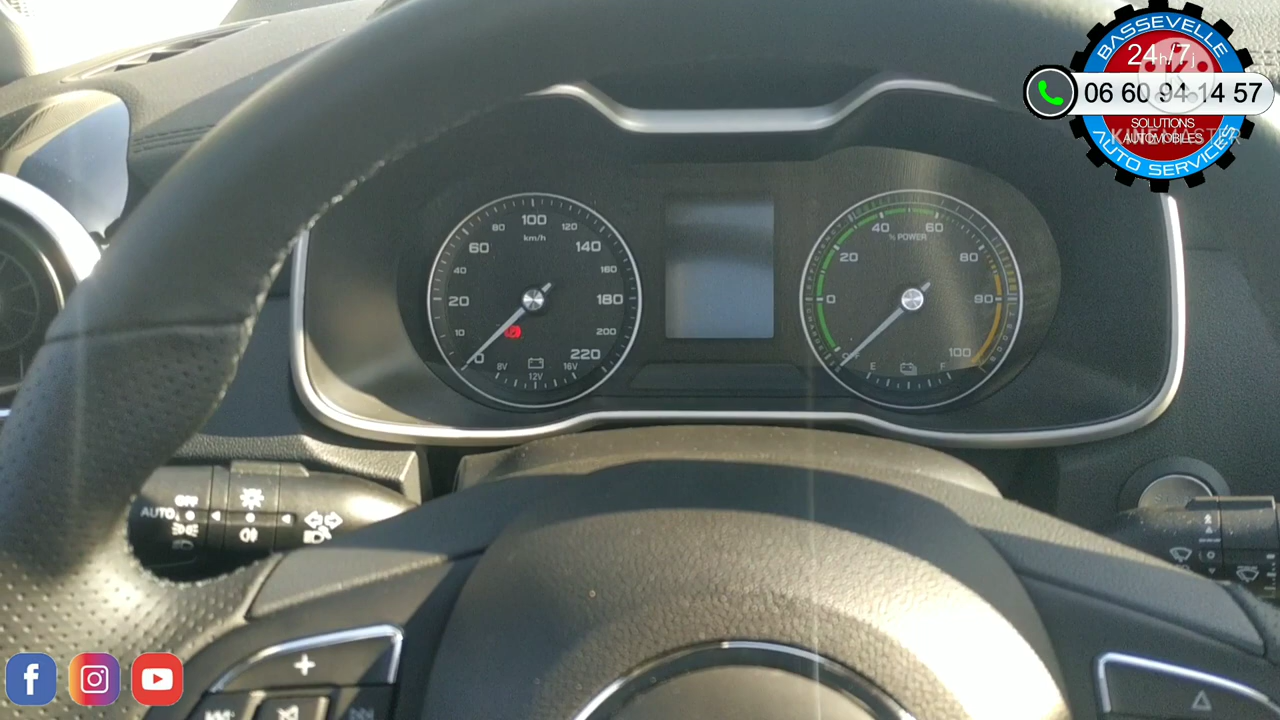 BASSEVELLE
24h/7j
06 60 94 14 57
SOLUTIONS
AUTOMOBILES
KINEMASTER
AUTO SERVICES
100
80
120
km/h
60
140
40
160
20
180
10
200
0
220
8V
12V
16V
40
60
% POWER
20
80
0
90
100
E
F
OFF
AUTO